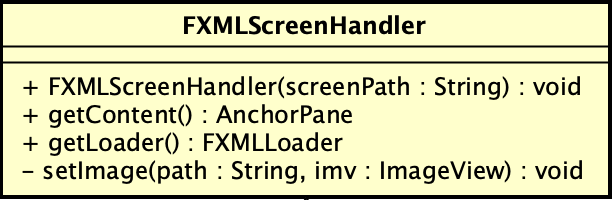 FXMLScreenHandler
+ FXMLScreenHandler(screenPath : String) : void
+ getContent() : AnchorPane
+ getLoader() : FXMLLoader
- setImage(path : String, imv : ImageView) : void